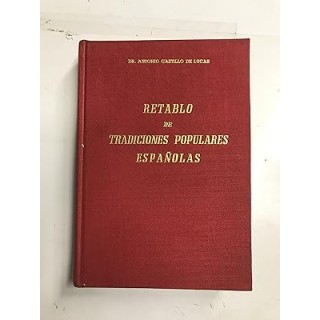 DR. ANTONIO CASTILLO DE LUCAS
RETABLO
DE
TRADICIONES POPULARES
ESPAÑOLAS